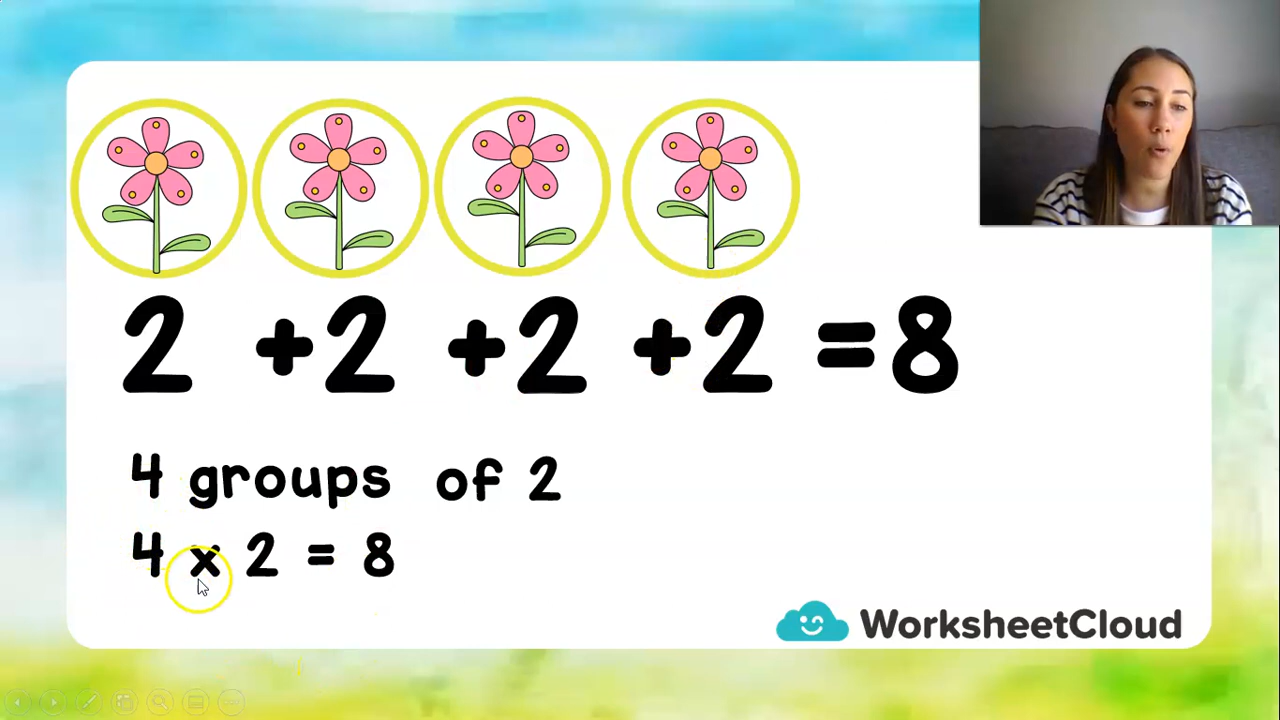 2 +2 +2 +2 =8
4 groups of 2
4 x 2 = 8
WorksheetCloud